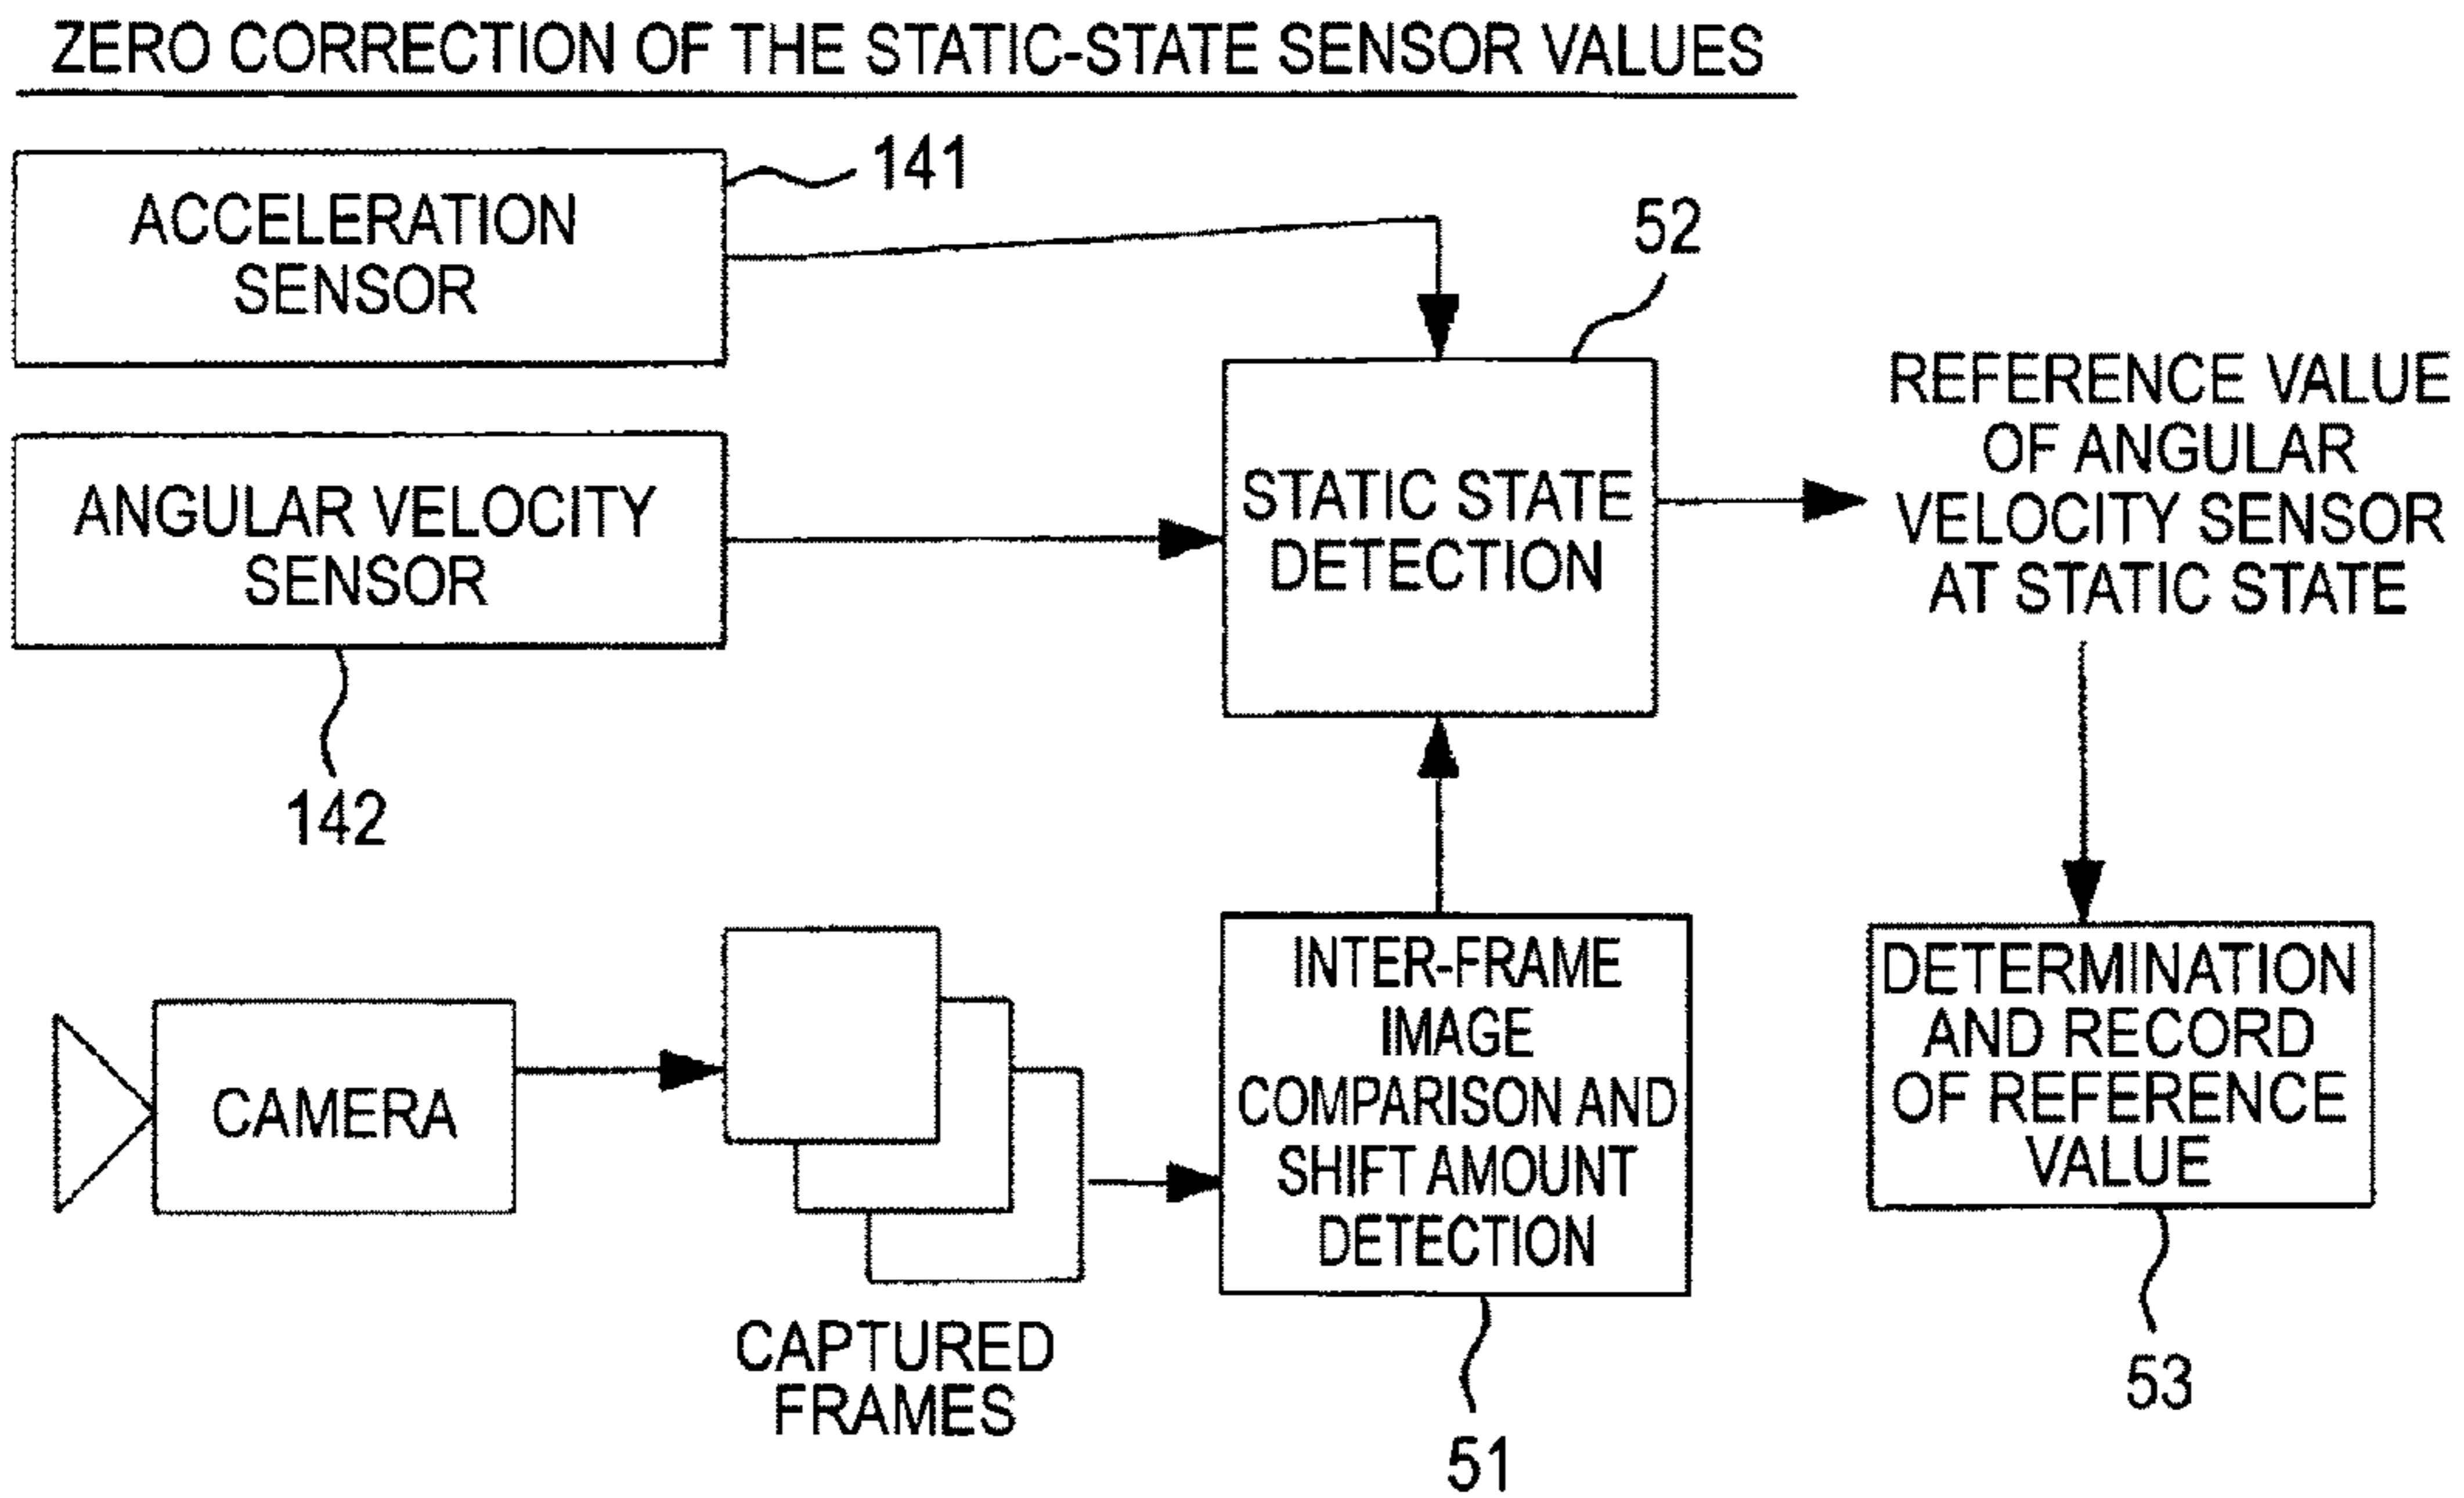 ZERO CORRECTION OF THE STATIC-STATE SENSOR VALUES
141
ACCELERATION
SENSOR
52
ANGULAR VELOCITY
SENSOR
142
STATIC STATE
DETECTION
REFERENCE VALUE
OF ANGULAR
VELOCITY SENSOR
AT STATIC STATE
CAMERA
CAPTURED
FRAMES
INTER-FRAME
IMAGE
COMPARISON AND
SHIFT AMOUNT
DETECTION
51
DETERMINATION
AND RECORD
OF REFERENCE
VALUE
53